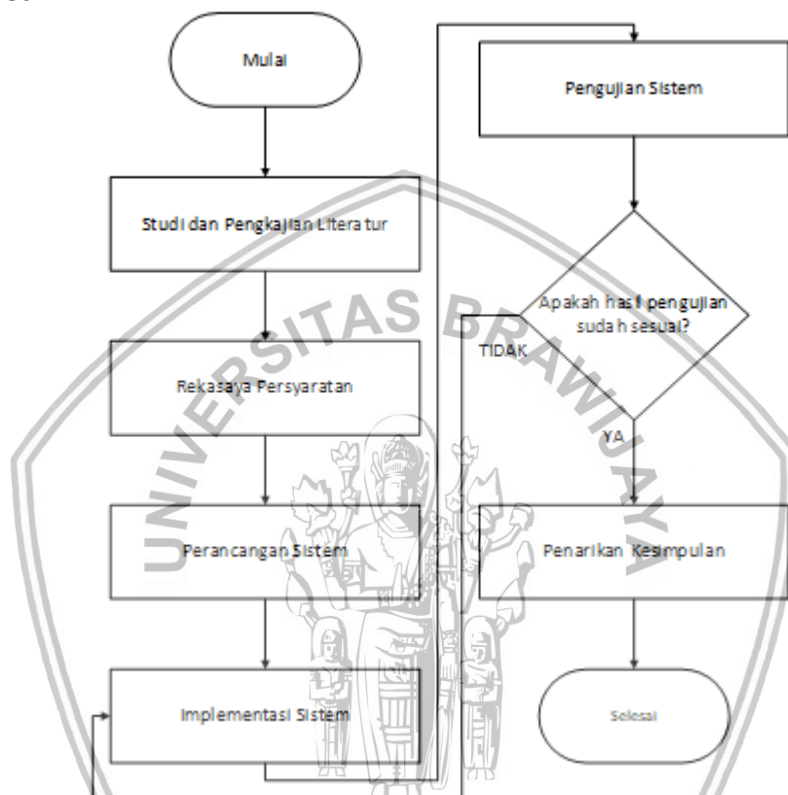 Mulai
Studi dan Pengkajian Literatur
Rekasaya Persyaratan
Perancangan Sistem
Implementasi Sistem
Pengujian Sistem
Apakah hasil pengujian
sudah sesuai?
TIDAK
YA
Penarikan Kesimpulan
Selesai
UNIVERSITAS BRAWIJAYA